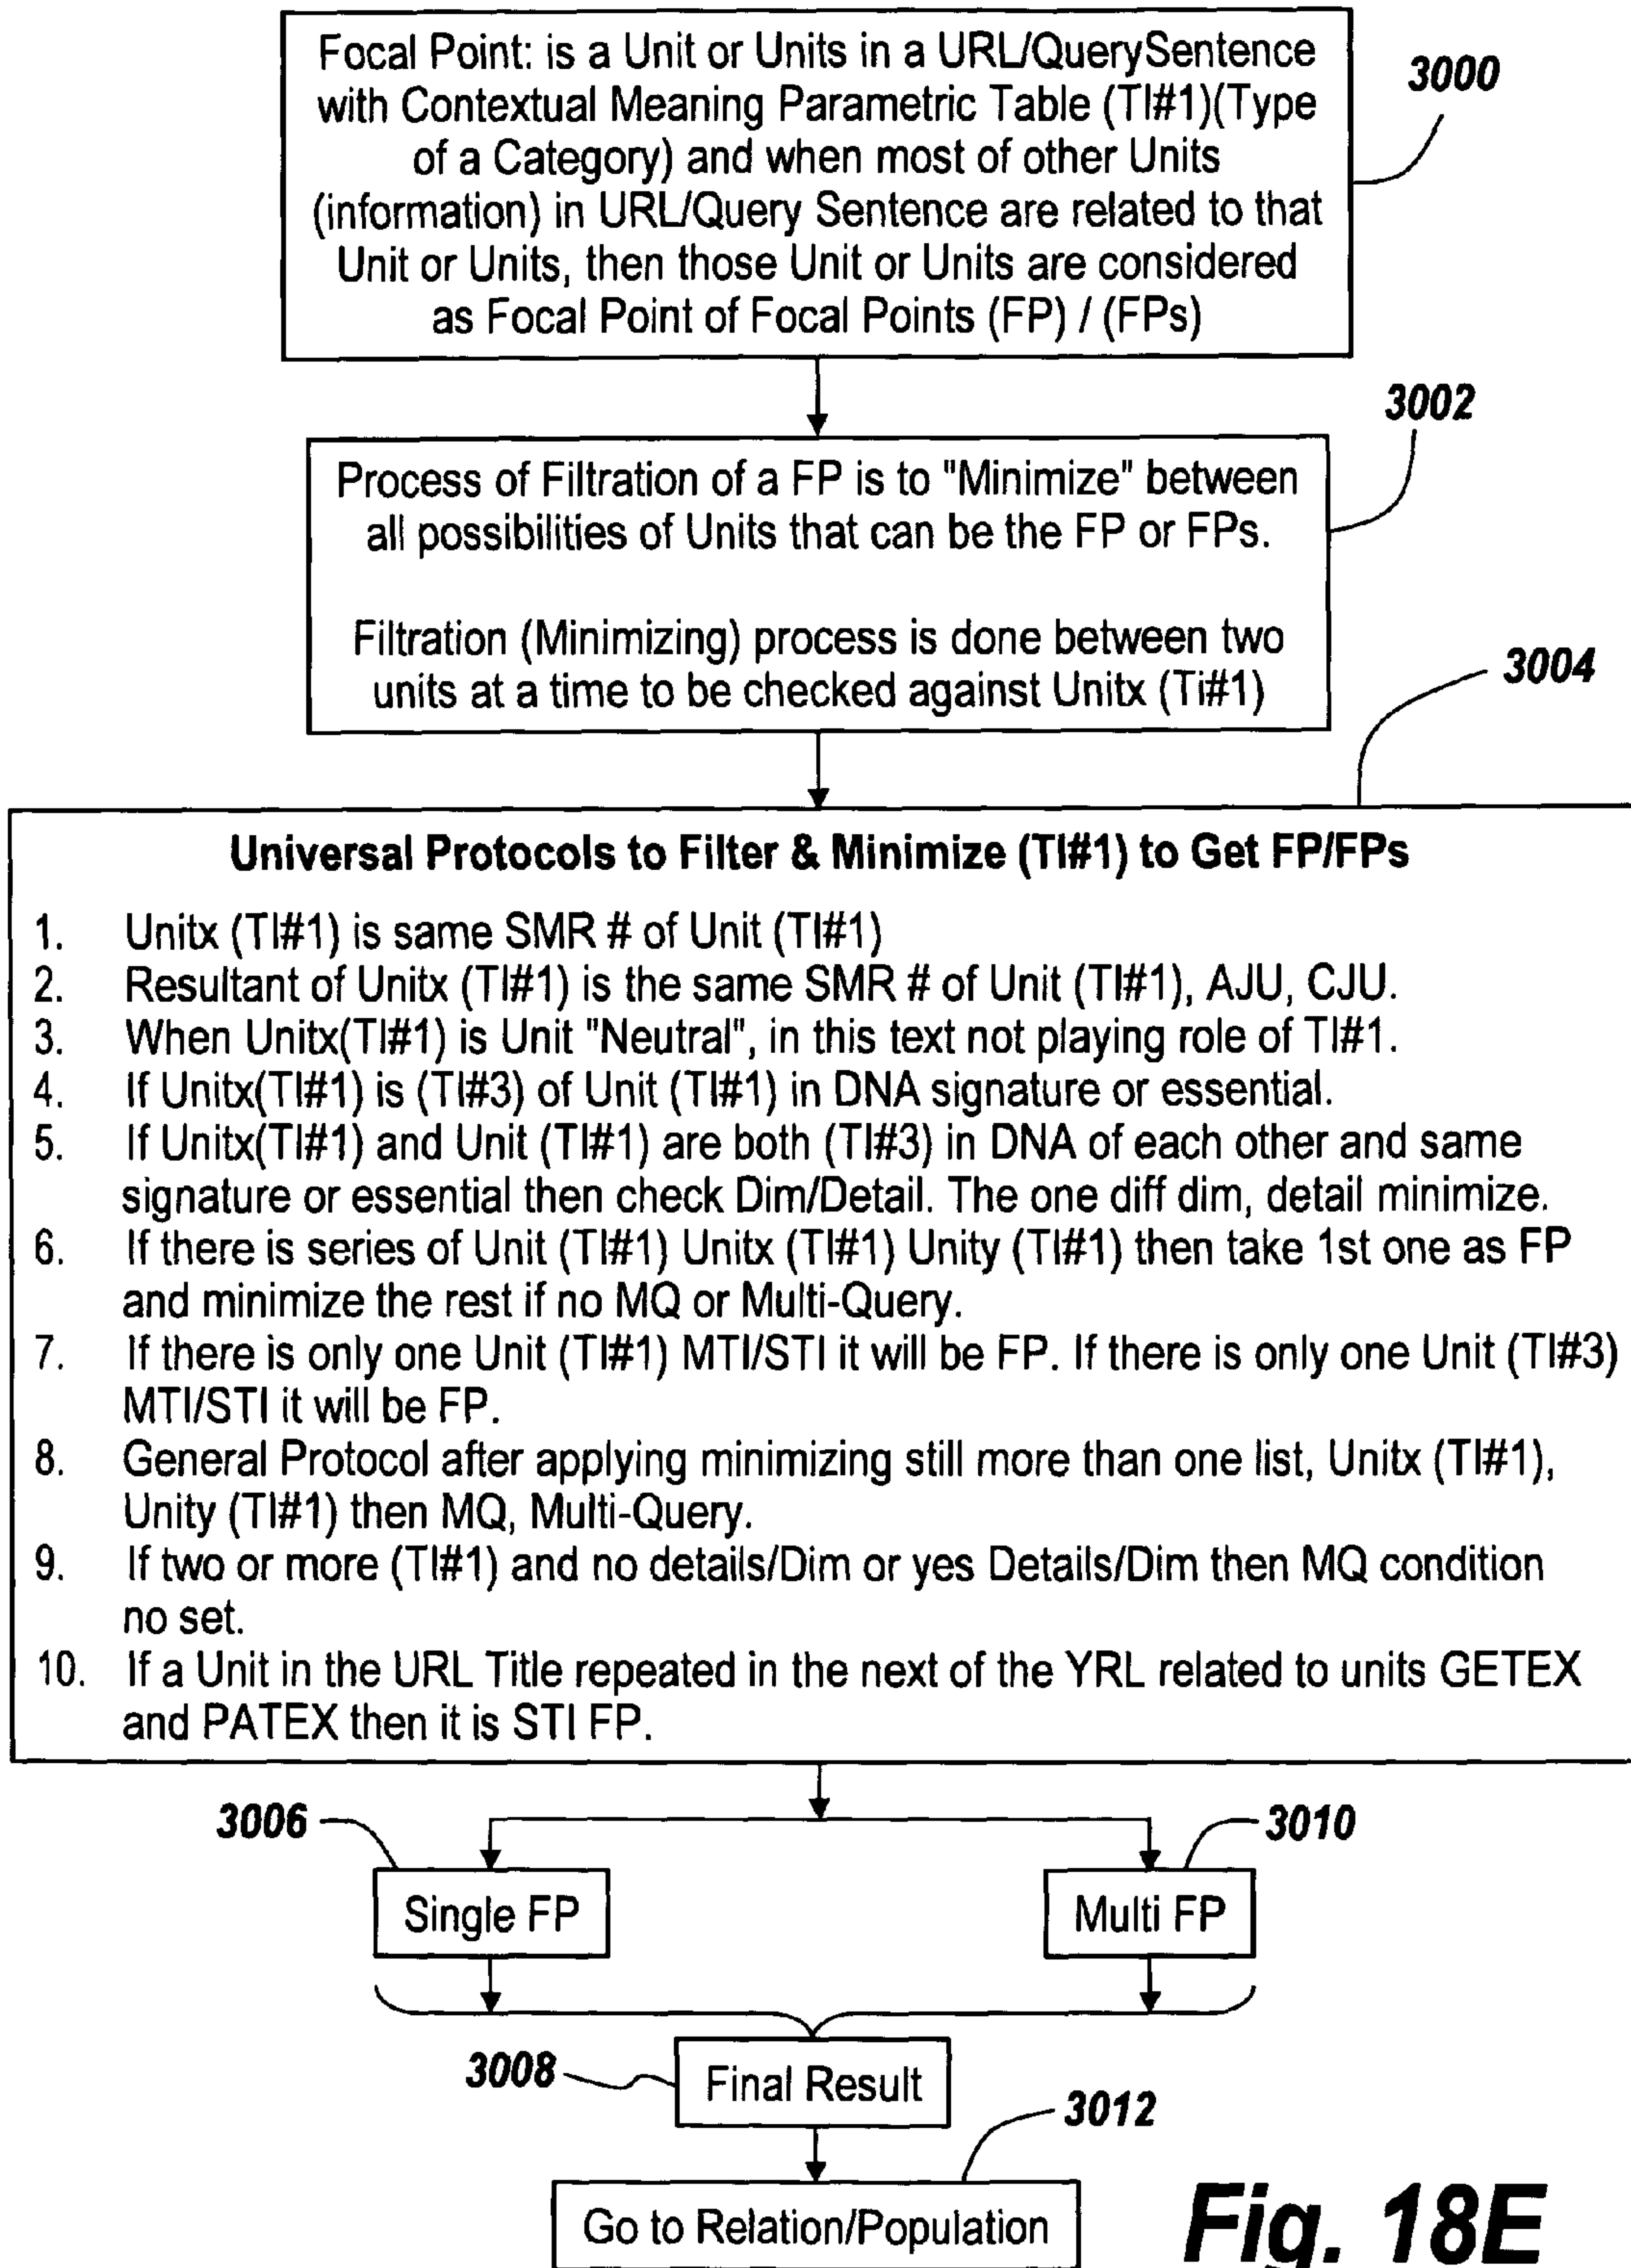 Focal Point: is a Unit or Units in a URL/QuerySentence
with Contextual Meaning Parametric Table (TI#1)(Type
of a Category) and when most of other Units
(information) in URL/Query Sentence are related to that
Unit or Units, then those Unit or Units are considered
as Focal Point of Focal Points (FP) / (FPs)
3000
3002
Process of Filtration of a FP is to "Minimize" between
all possibilities of Units that can be the FP or FPs.
Filtration (Minimizing) process is done between two
units at a time to be checked against Unitx (Ti#1)
3004
Universal Protocols to Filter & Minimize (TI#1) to Get FP/FPs
1. Unitx (TI#1) is same SMR # of Unit (TI#1)
2. Resultant of Unitx (TI#1) is the same SMR # of Unit (TI#1), AJU, CJU.
3. When Unitx(TI#1) is Unit "Neutral", in this text not playing role of TI#1.
4. If Unitx(TI#1) is (TI#3) of Unit (TI#1) in DNA signature or essential.
5. If Unitx(TI#1) and Unit (TI#1) are both (TI#3) in DNA of each other and same
signature or essential then check Dim/Detail. The one diff dim, detail minimize.
6. If there is series of Unit (TI#1) Unitx (TI#1) Unity (TI#1) then take 1st one as FP
and minimize the rest if no MQ or Multi-Query.
7. If there is only one Unit (TI#1) MTI/STI it will be FP. If there is only one Unit (TI#3)
MTI/STI it will be FP.
8. General Protocol after applying minimizing still more than one list, Unitx (TI#1),
Unity (TI#1) then MQ, Multi-Query.
9. If two or more (TI#1) and no details/Dim or yes Details/Dim then MQ condition
no set.
10. If a Unit in the URL Title repeated in the next of the YRL related to units GETEX
and PATEX then it is STI FP.
3006
3010
Single FP
Multi FP
3008
Final Result
3012
Go to Relation/Population
Fig. 18E